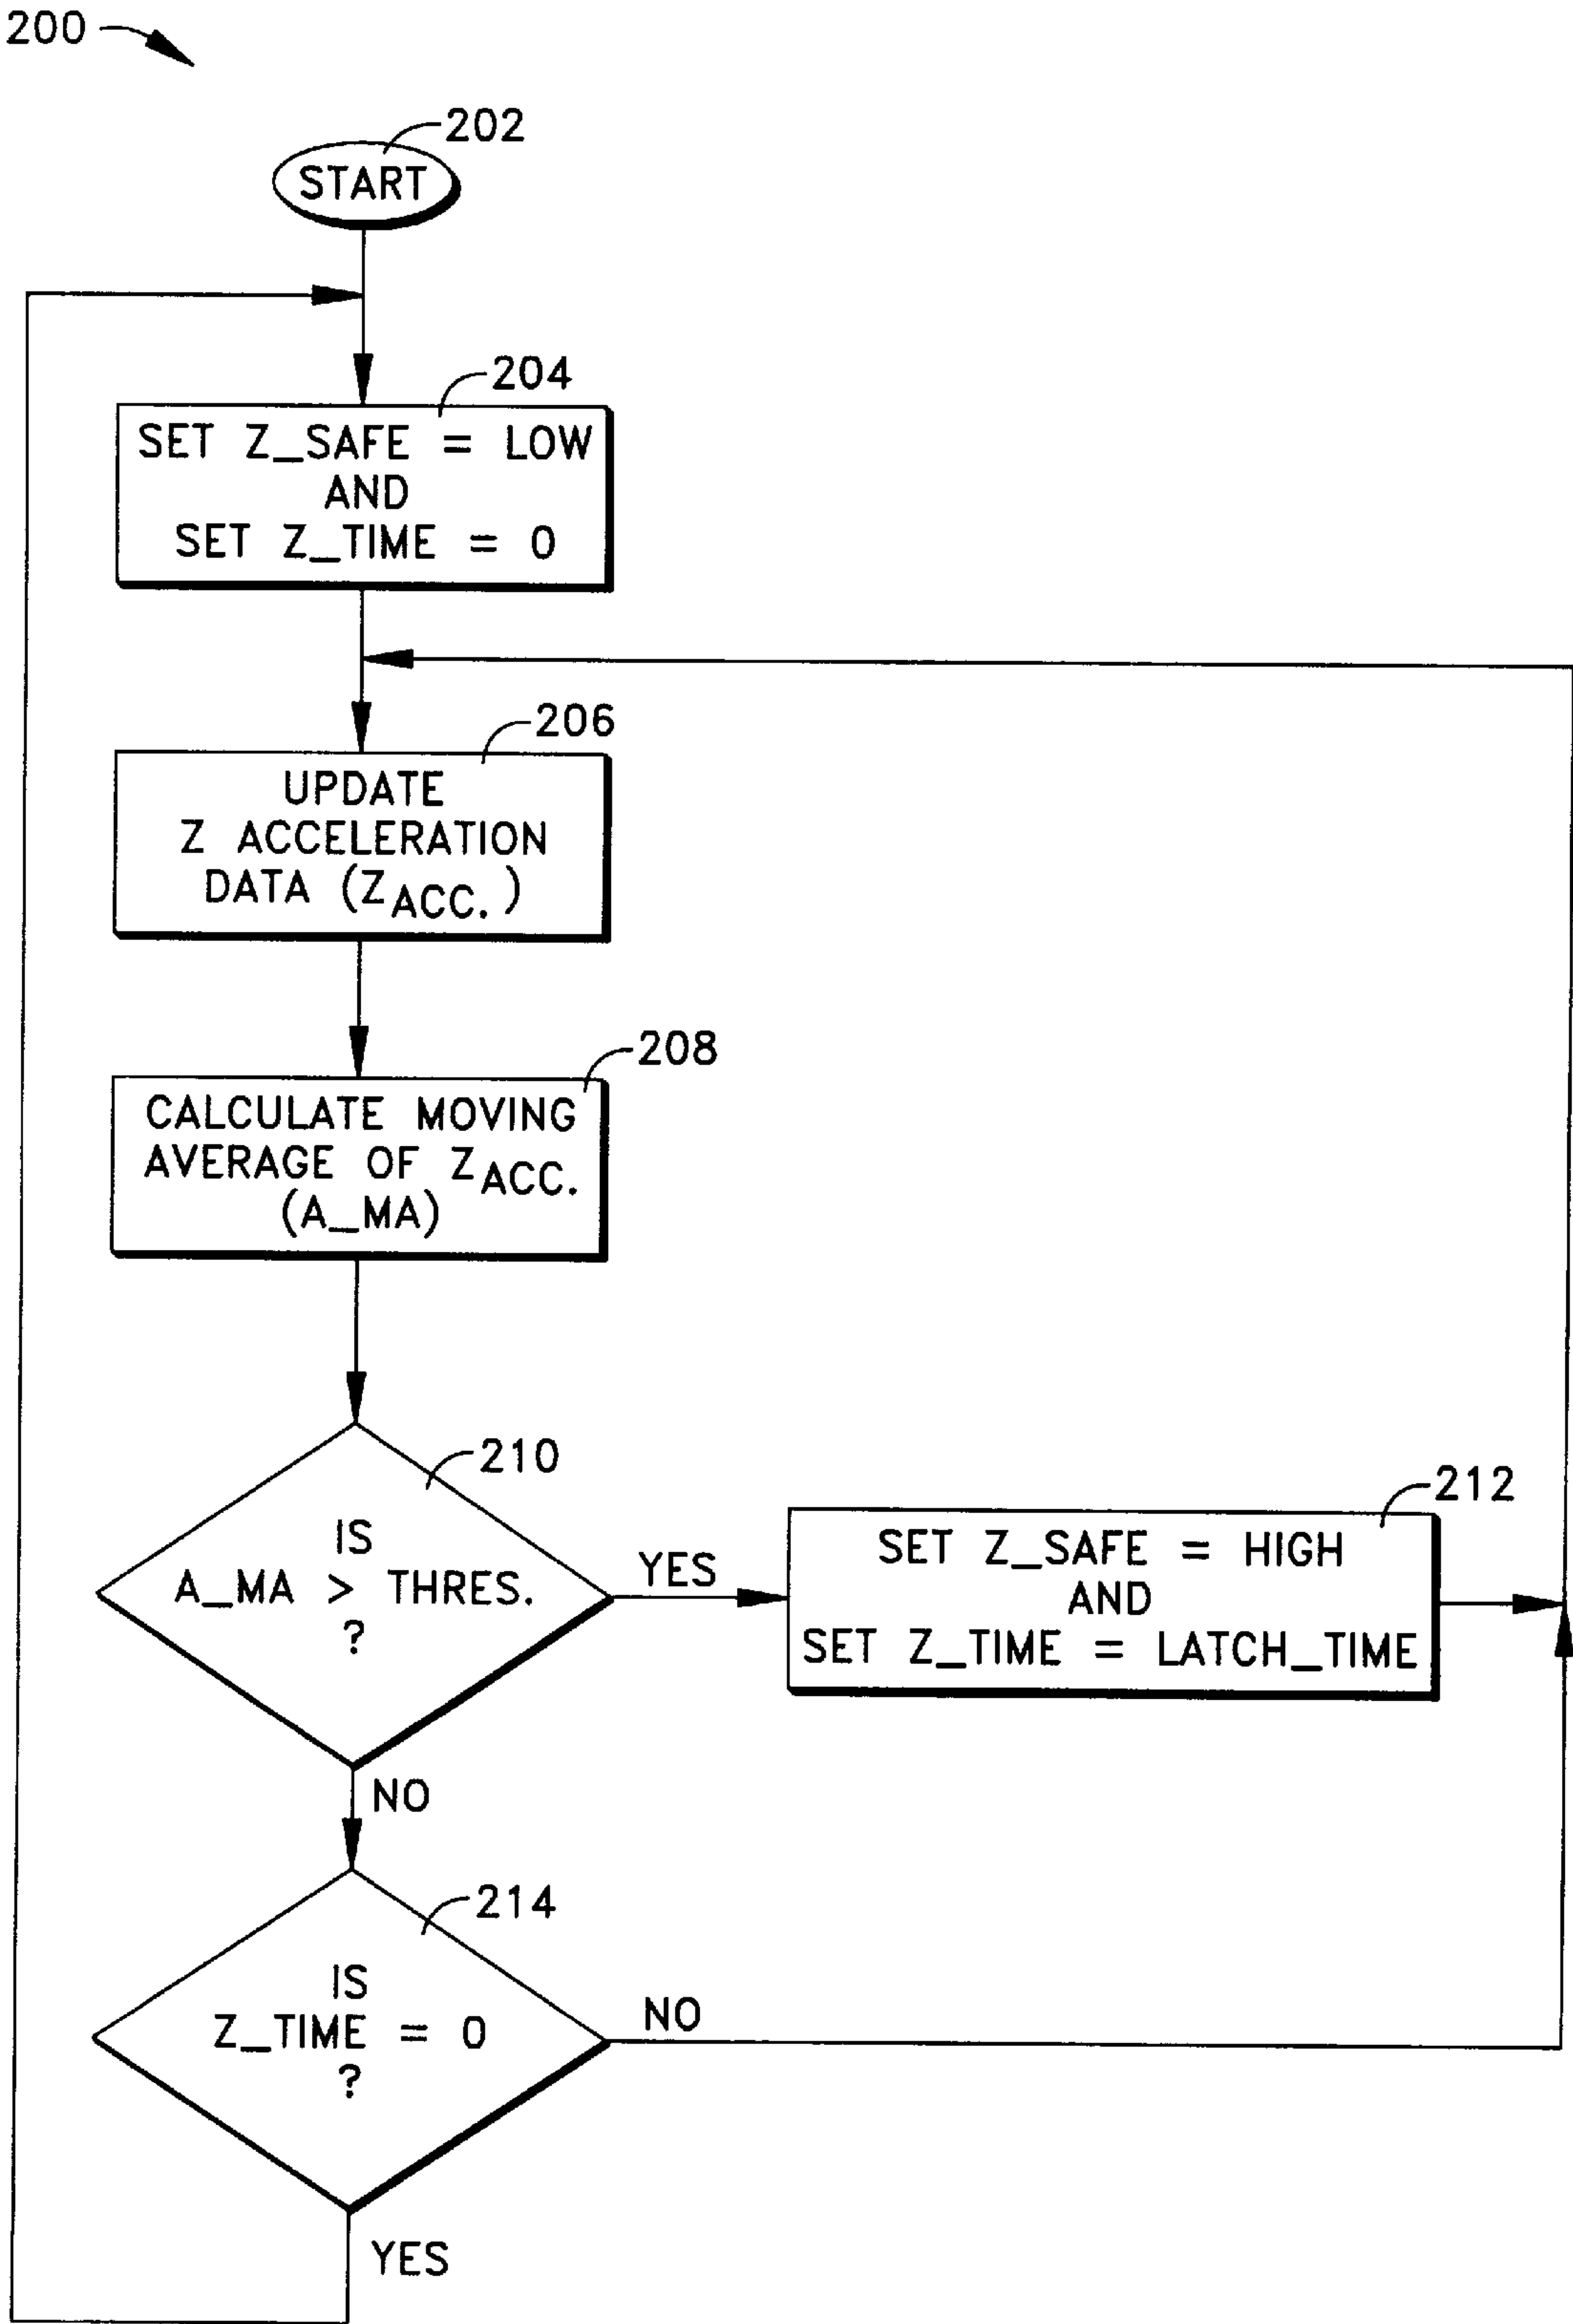 200
202
START
204
SET Z_SAFE = LOW
AND
SET Z_TIME = 0
206
UPDATE
Z ACCELERATION
DATA (ZACC.)
208
CALCULATE MOVING
AVERAGE OF ZACC.
(A_MA)
210
IS
A_MA > THRES.
?
YES
212
SET Z_SAFE = HIGH
AND
SET Z_TIME = LATCH_TIME
NO
214
IS
Z_TIME = 0
?
NO
YES